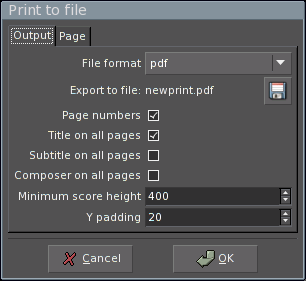 Print to file
Output Page
File format pdf
Export to file: newprint.pdf
Page numbers
Title on all pages
Subtitle on all pages
Composer on all pages
Minimum score height 400
Y padding 20
Cancel OK